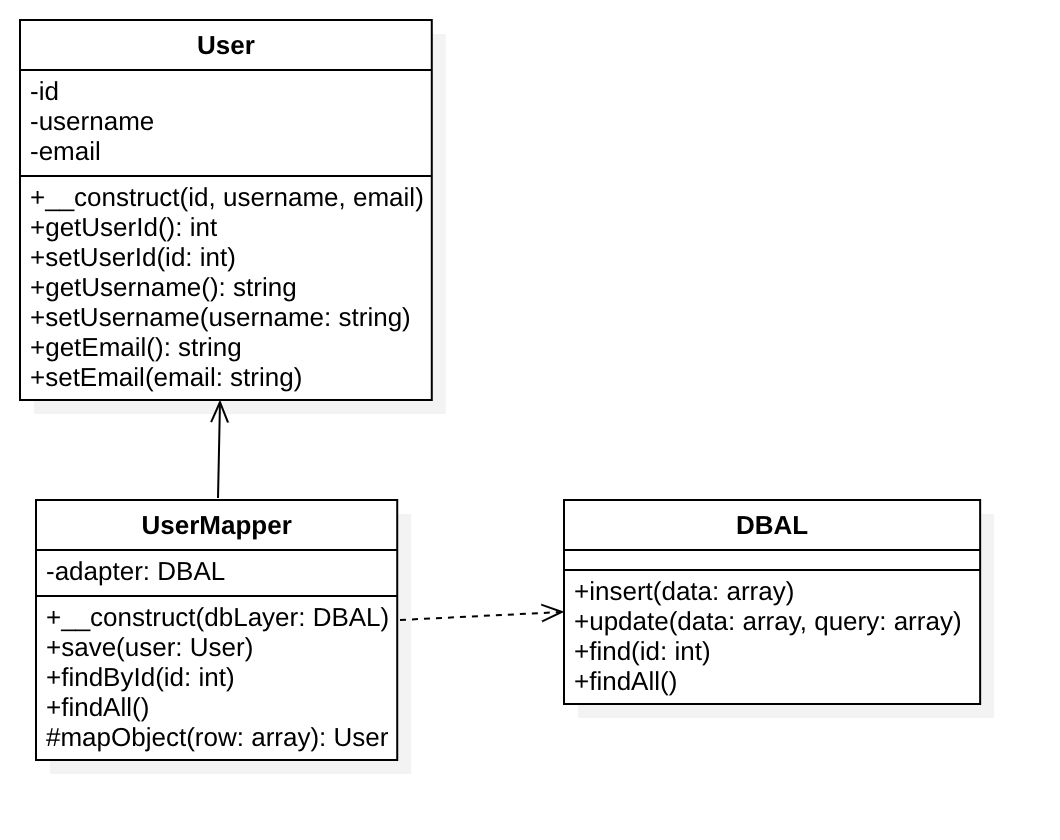 User
-id
-username
-email
+__construct(id, username, email)
+getUserId(): int
+setUserId(id: int)
+getUsername(): string
+setUsername(username: string)
+getEmail(): string
+setEmail(email: string)
UserMapper
-adapter: DBAL
+__construct(dbLayer: DBAL)
+save(user: User)
+findById(id: int)
+findAll()
#mapObject(row: array): User
DBAL
+insert(data: array)
+update(data: array, query: array)
+find(id: int)
+findAll()